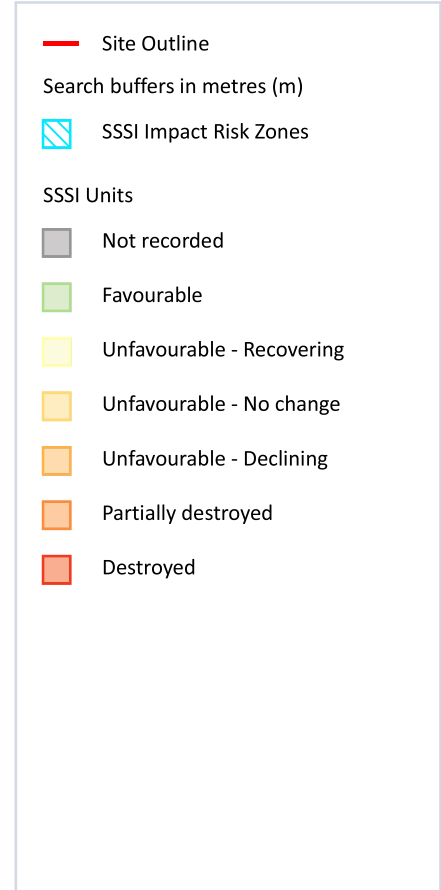 Site Outline
Search buffers in metres (m)
SSSI Impact Risk Zones
SSSI Units
Not recorded
Favourable
Unfavourable - Recovering
Unfavourable - No change
Unfavourable - Declining
Partially destroyed
Destroyed